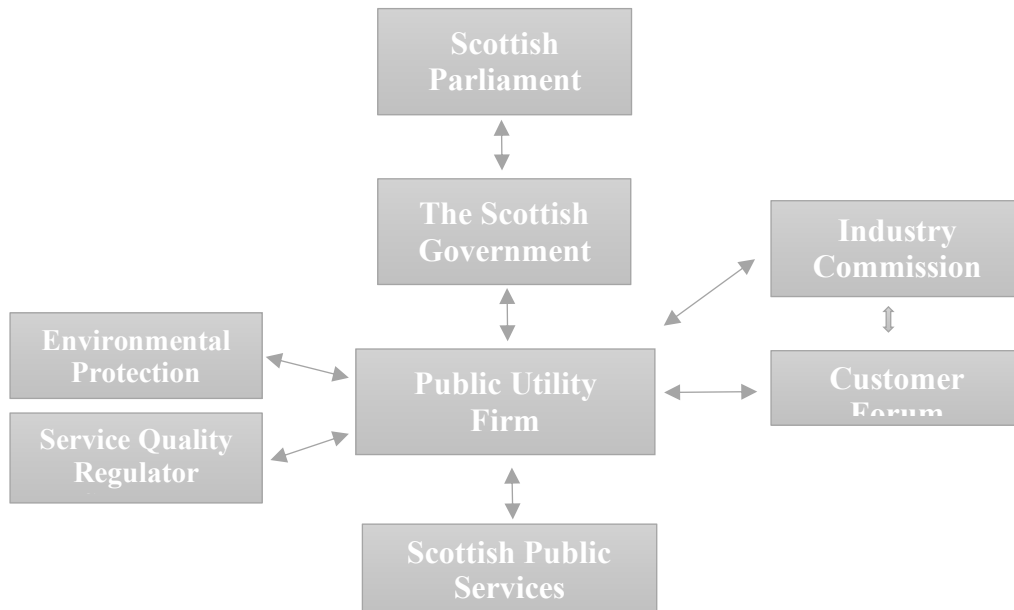 Scottish
Parliament
The Scottish
Government
Industry
Commission
Environmental
Protection
Public Utility
Firm
Customer
Forum
Service Quality
Regulator
Scottish Public
Services